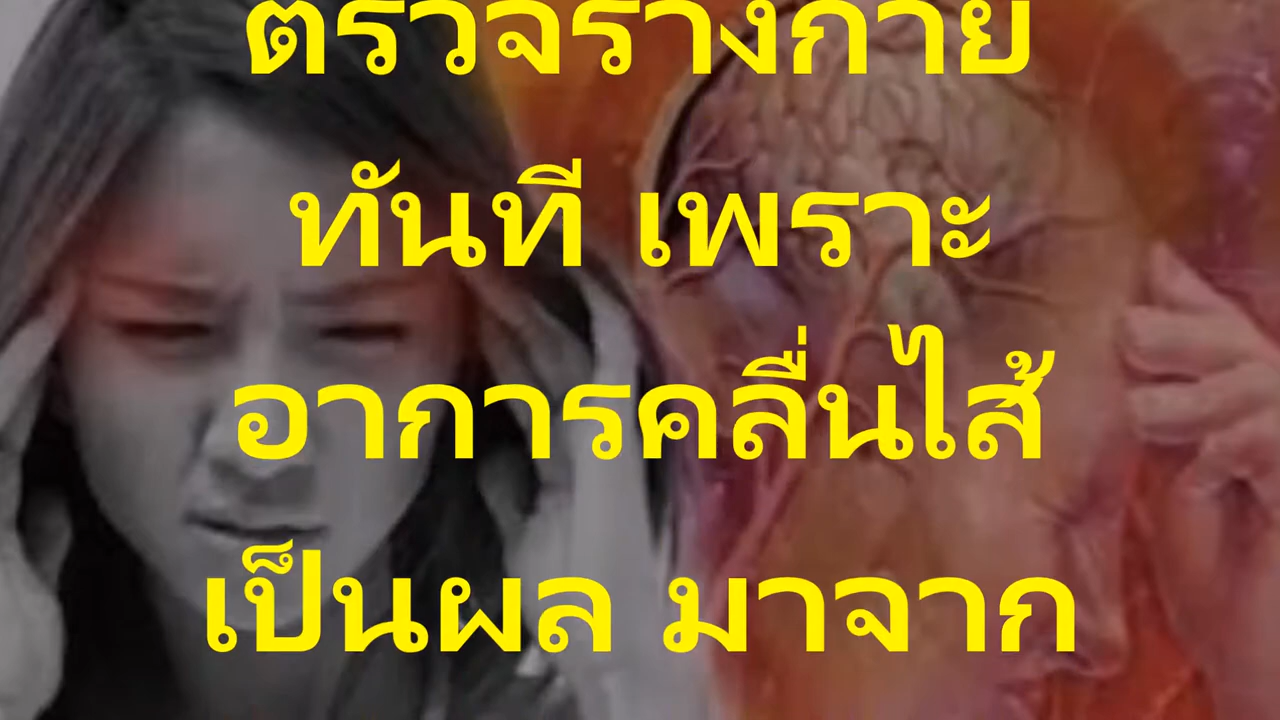 ตรวจร่างกาย
ทันที เพราะ
อาการคลื่นไส้
เป็นผล มาจาก